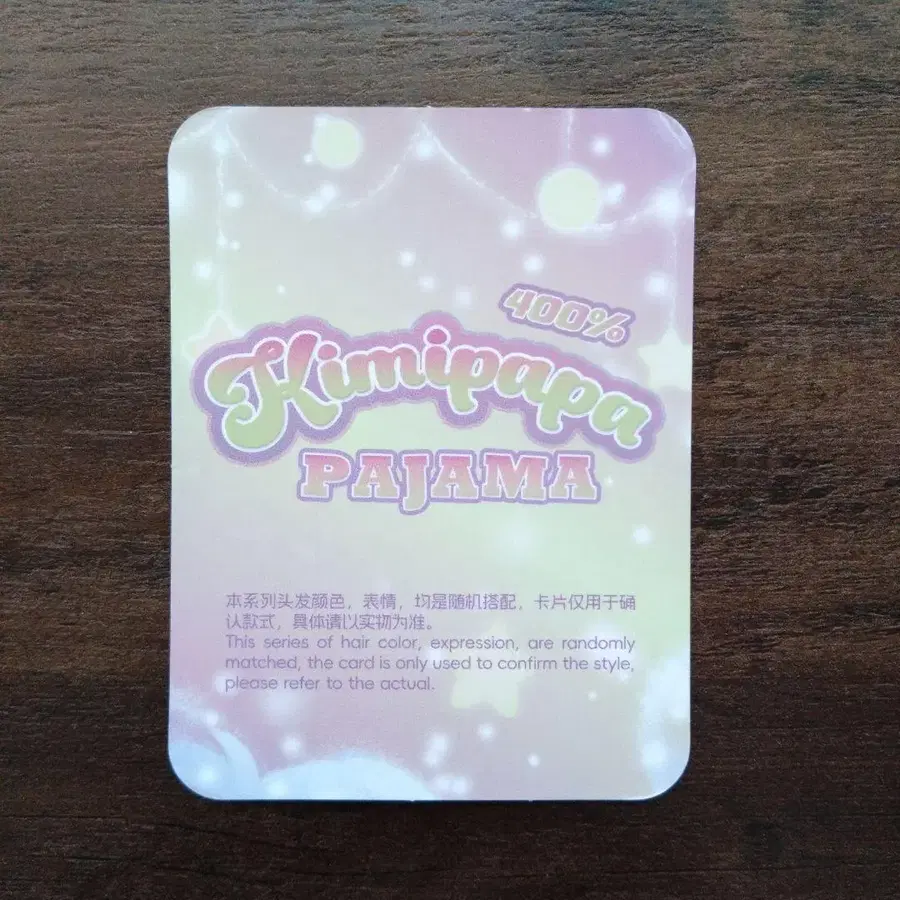 400%
Kimipapa
PAJAMA
本系列头发颜色，表情，均是随机搭配，卡片仅用于确
认款式，具体请以实物为准。
This series of hair color, expression, are randomly
matched, the card is only used to confirm the style,
please refer to the actual.